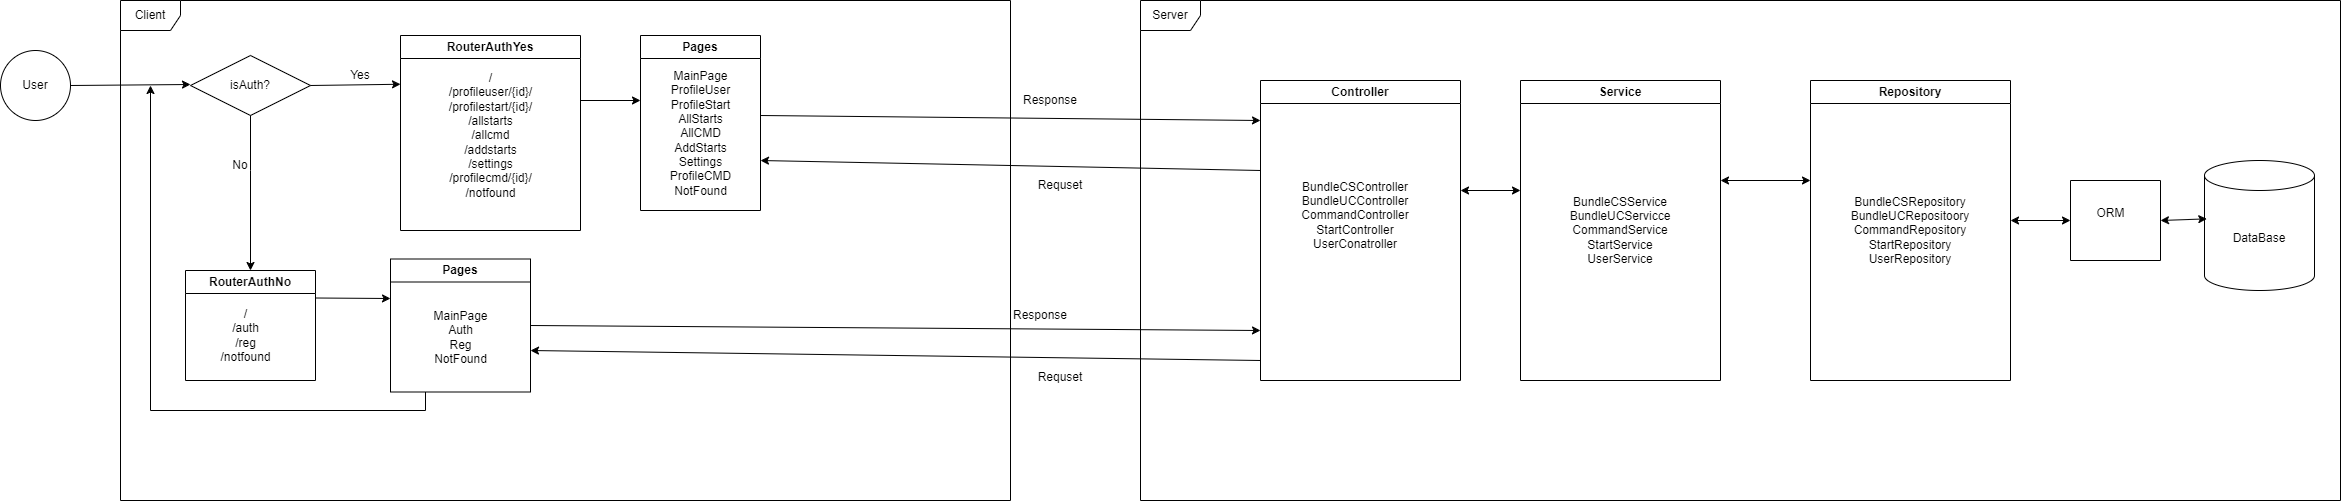 Client
User
isAuth?
Yes
No
RouterAuthYes
/
/profileuser/{id}/
/profilestart/{id}/
/allstarts
/allcmd
/addstarts
/settings
/profilecmd/{id}/
/notfound
Pages
MainPage
ProfileUser
ProfileStart
AllStarts
AllCMD
AddStarts
Settings
ProfileCMD
NotFound
RouterAuthNo
/
/auth
/reg
/notfound
Pages
MainPage
Auth
Reg
NotFound
Response
Requset
Response
Requset
Server
Controller
BundleCSController
BundleUCController
CommandController
StartController
UserConatroller
Service
BundleCSService
BundleUCServicce
CommandService
StartService
UserService
Repository
BundleCSRepository
BundleUCRepositoory
CommandRepository
StartRepository
UserRepository
ORM
DataBase